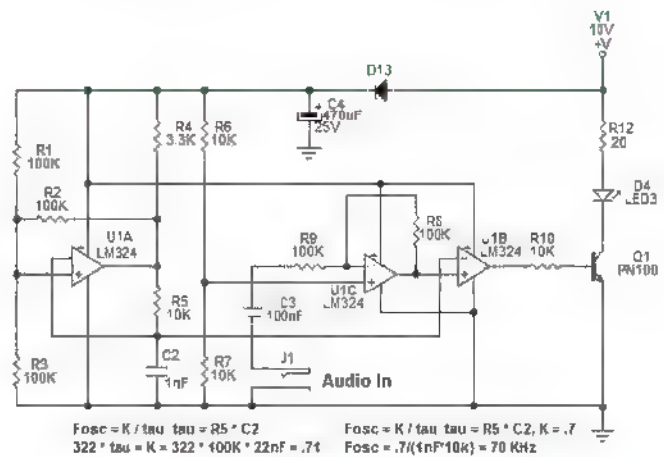 V1
10V
+V
D13
C4
470uF
25V
R1
100K
R4
3.3K
R6
10K
R12
20
R2
100K
D4
LED3
U1A
LM324
R9
100K
R8
100K
U1B
LM324
R10
10K
Q1
PN100
U1C
LM324
R5
10K
C3
100nF
R3
100K
C2
1nF
R7
10K
J1
Audio In
Fosc = K / tau tau = R5 * C2
322 * tau = K = 322 * 100K * 22nF = .71
Fosc = K / tau tau = R5 * C2, K = .7
Fosc = .7/(1nF*10k) = 70 KHz